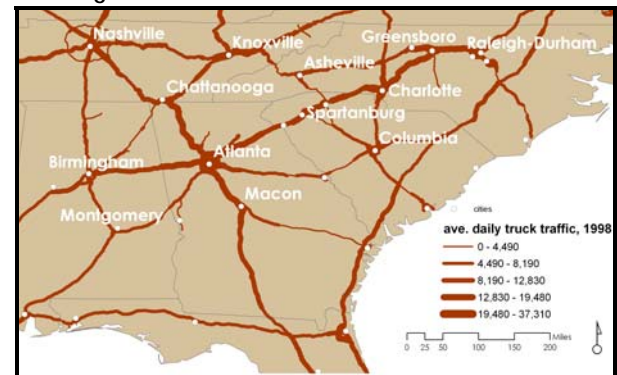 Nashville
Knoxville
Greensboro
Raleigh-Durham
Asheville
Chattanooga
Charlotte
Spartanburg
Columbia
Atlanta
Birmingham
Macon
Montgomery
cities
ave. daily truck traffic, 1998
0 - 4,490
4,490 - 8,190
8,190 - 12,830
12,830 - 19,480
19,480 - 37,310
Miles
0 25 50 100 150 200